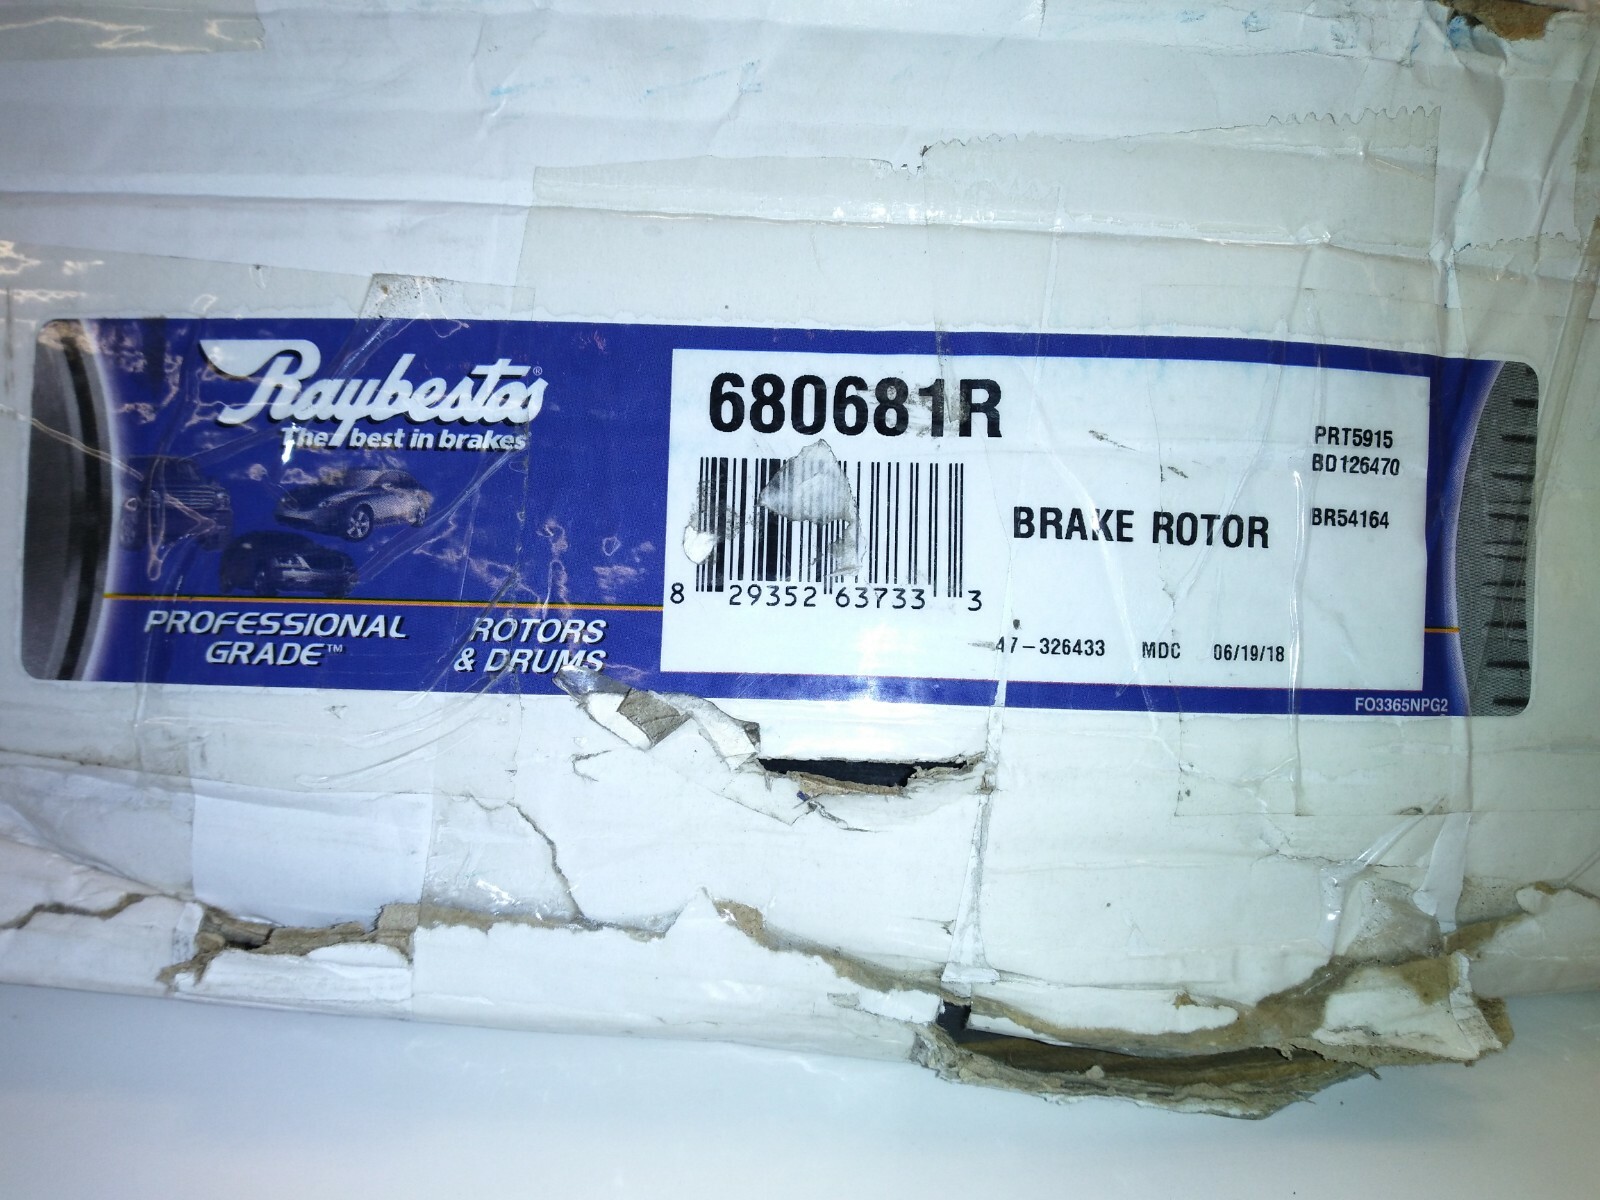 Raybestos®
The best in brakes
PROFESSIONAL
GRADE™
ROTORS
& DRUMS
680681R
8 29352 63733 3
BRAKE ROTOR
PRT5915
BD126470
BR54164
47-326433 MDC 06/19/18
FO3365NPG2